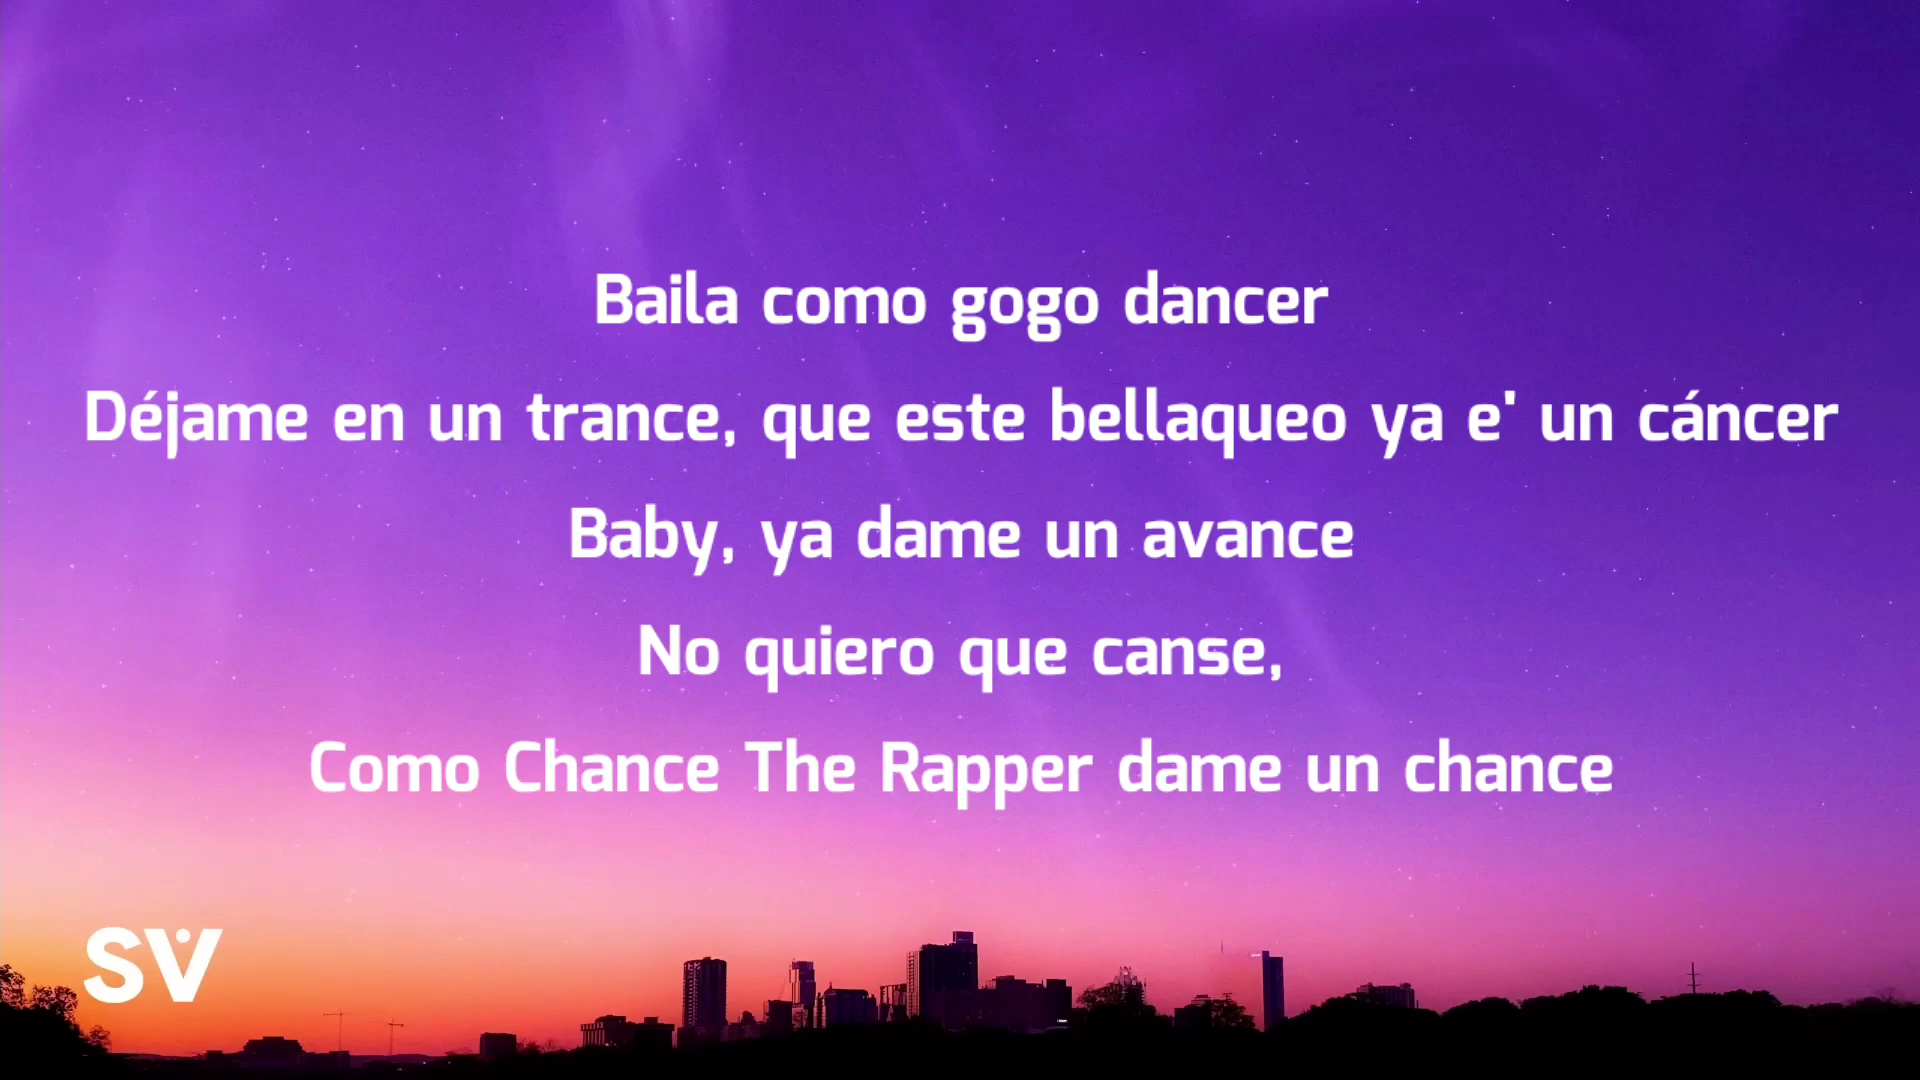 Baila como gogo dancer
Déjame en un trance, que este bellaqueo ya e' un cáncer
Baby, ya dame un avance
No quiero que canse,
Como Chance The Rapper dame un chance
SV